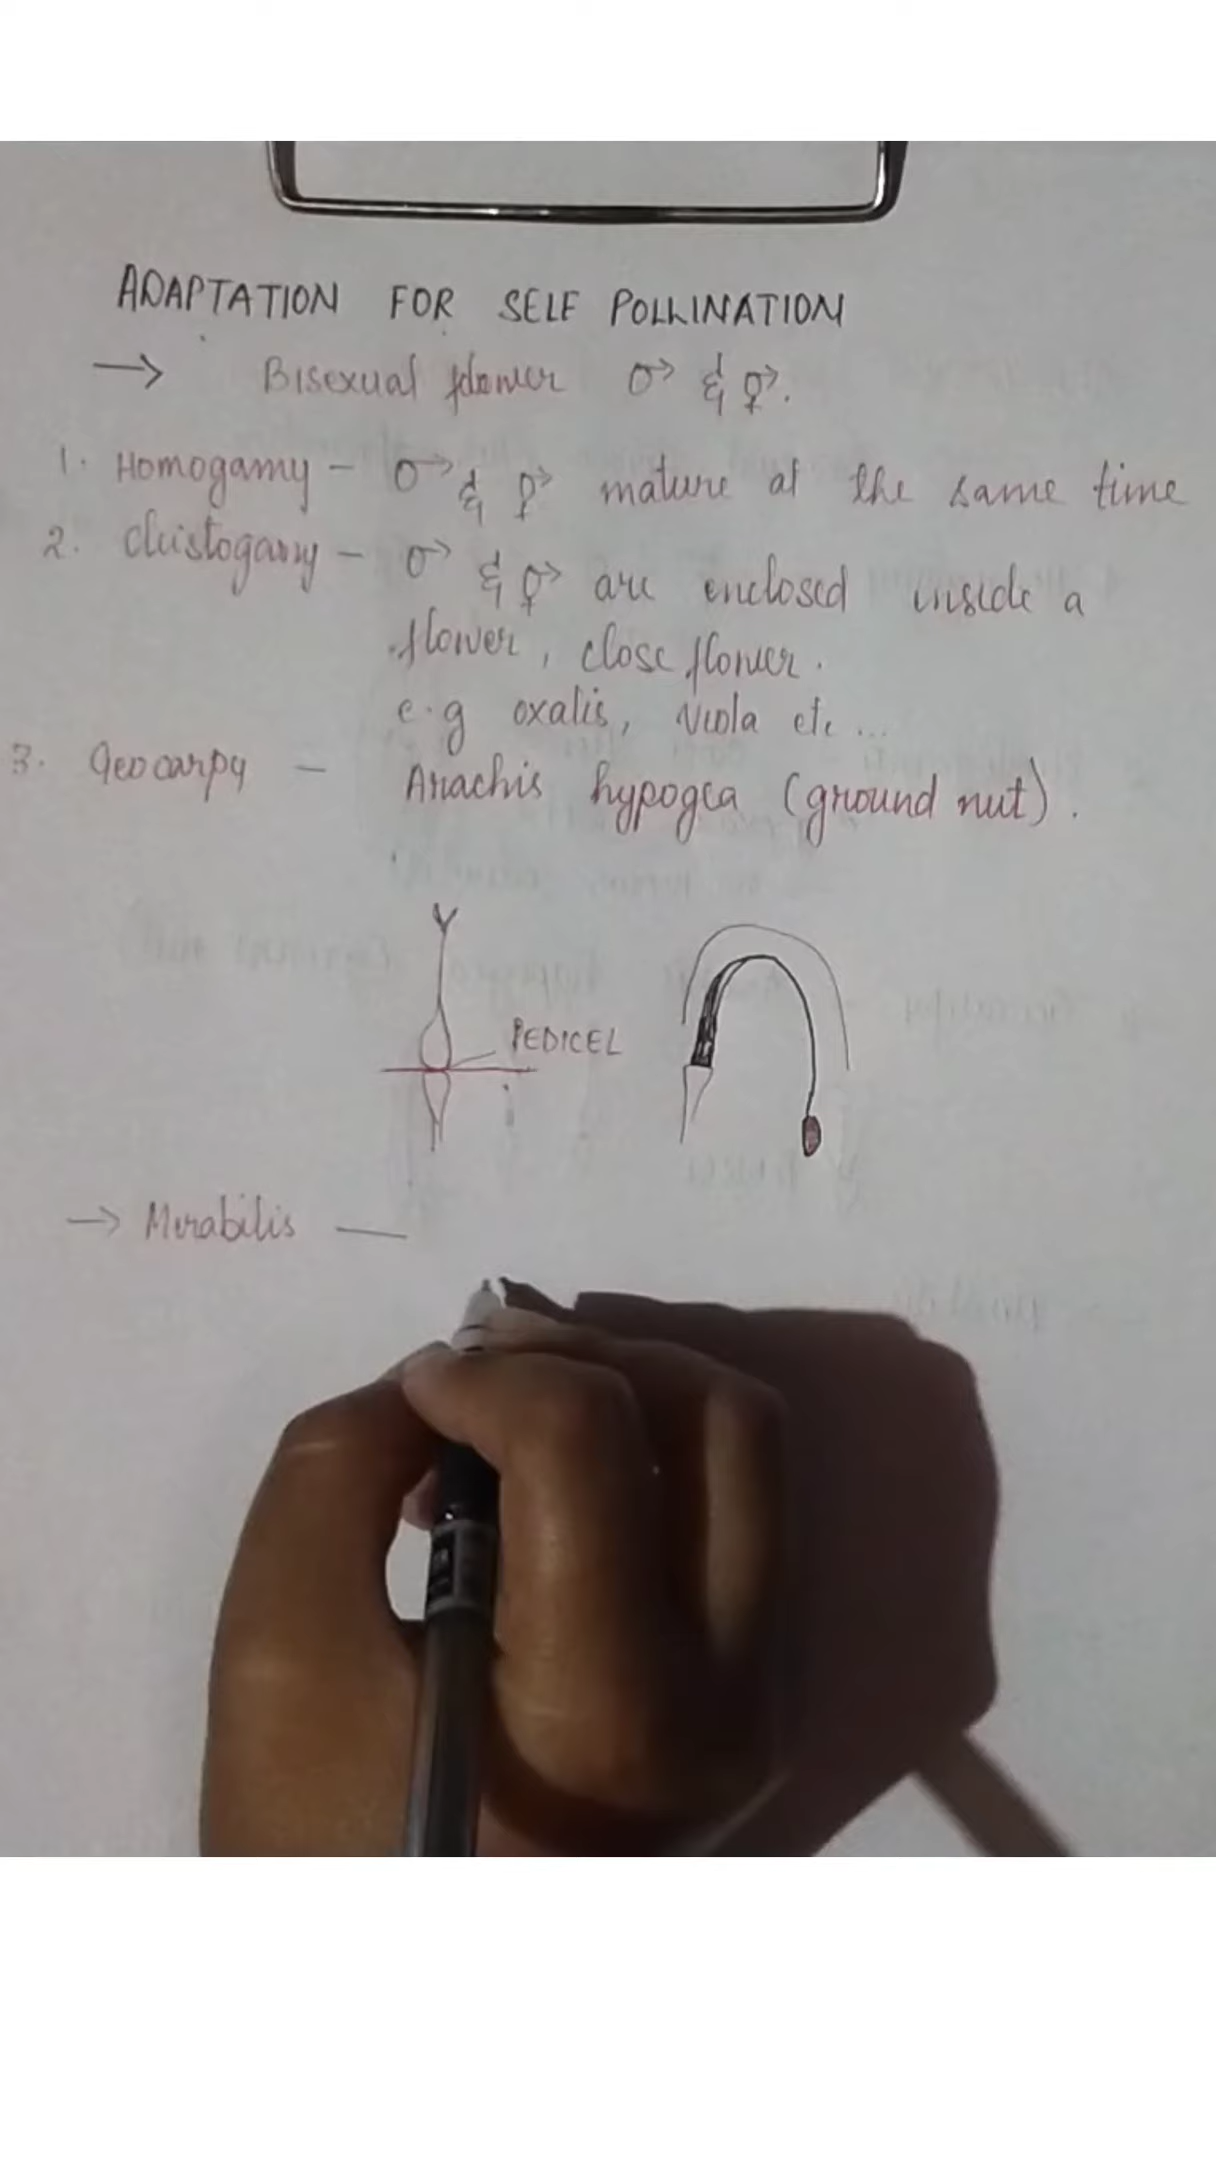 ADAPTATION FOR SELF POLLINATION
→ Bisexual flower ♂ & ⚥.
1. Homogamy - ♂ & ⚥ mature at the same time
2. cleistogamy - ♂ & ⚥ are enclosed inside a
flower, close flower.
e.g oxalis, viola etc ...
3. Geocarpy - Arachis hypogea (ground nut).
PEDICEL
→ Mirabilis —